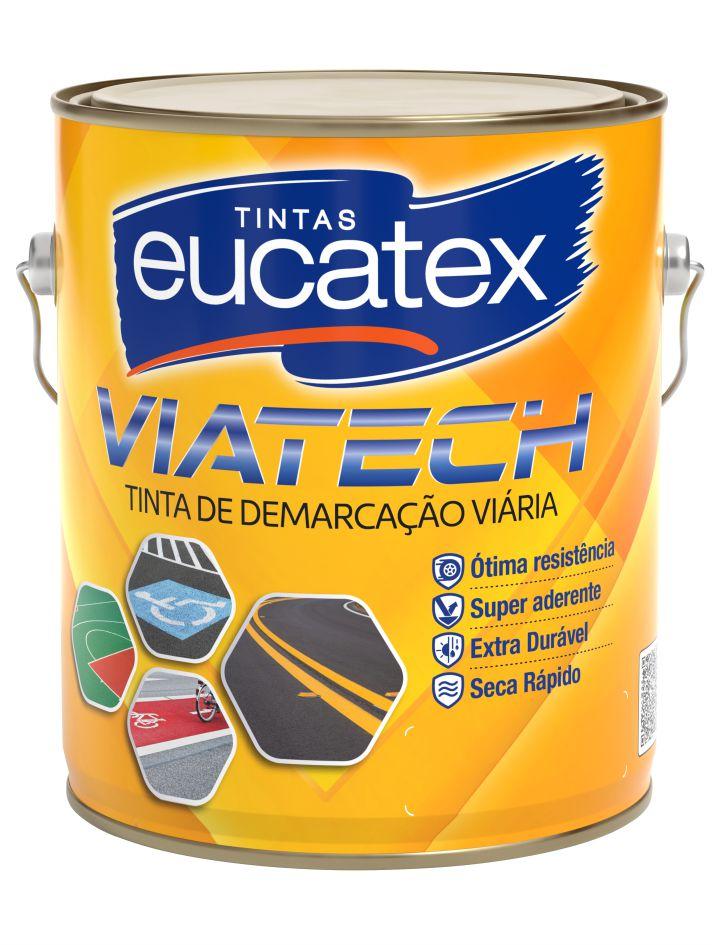 TINTAS
eucatex
VIATECH
TINTA DE DEMARCAÇÃO VIÁRIA
Ótima resistência
Super aderente
Extra Durável
Seca Rápido